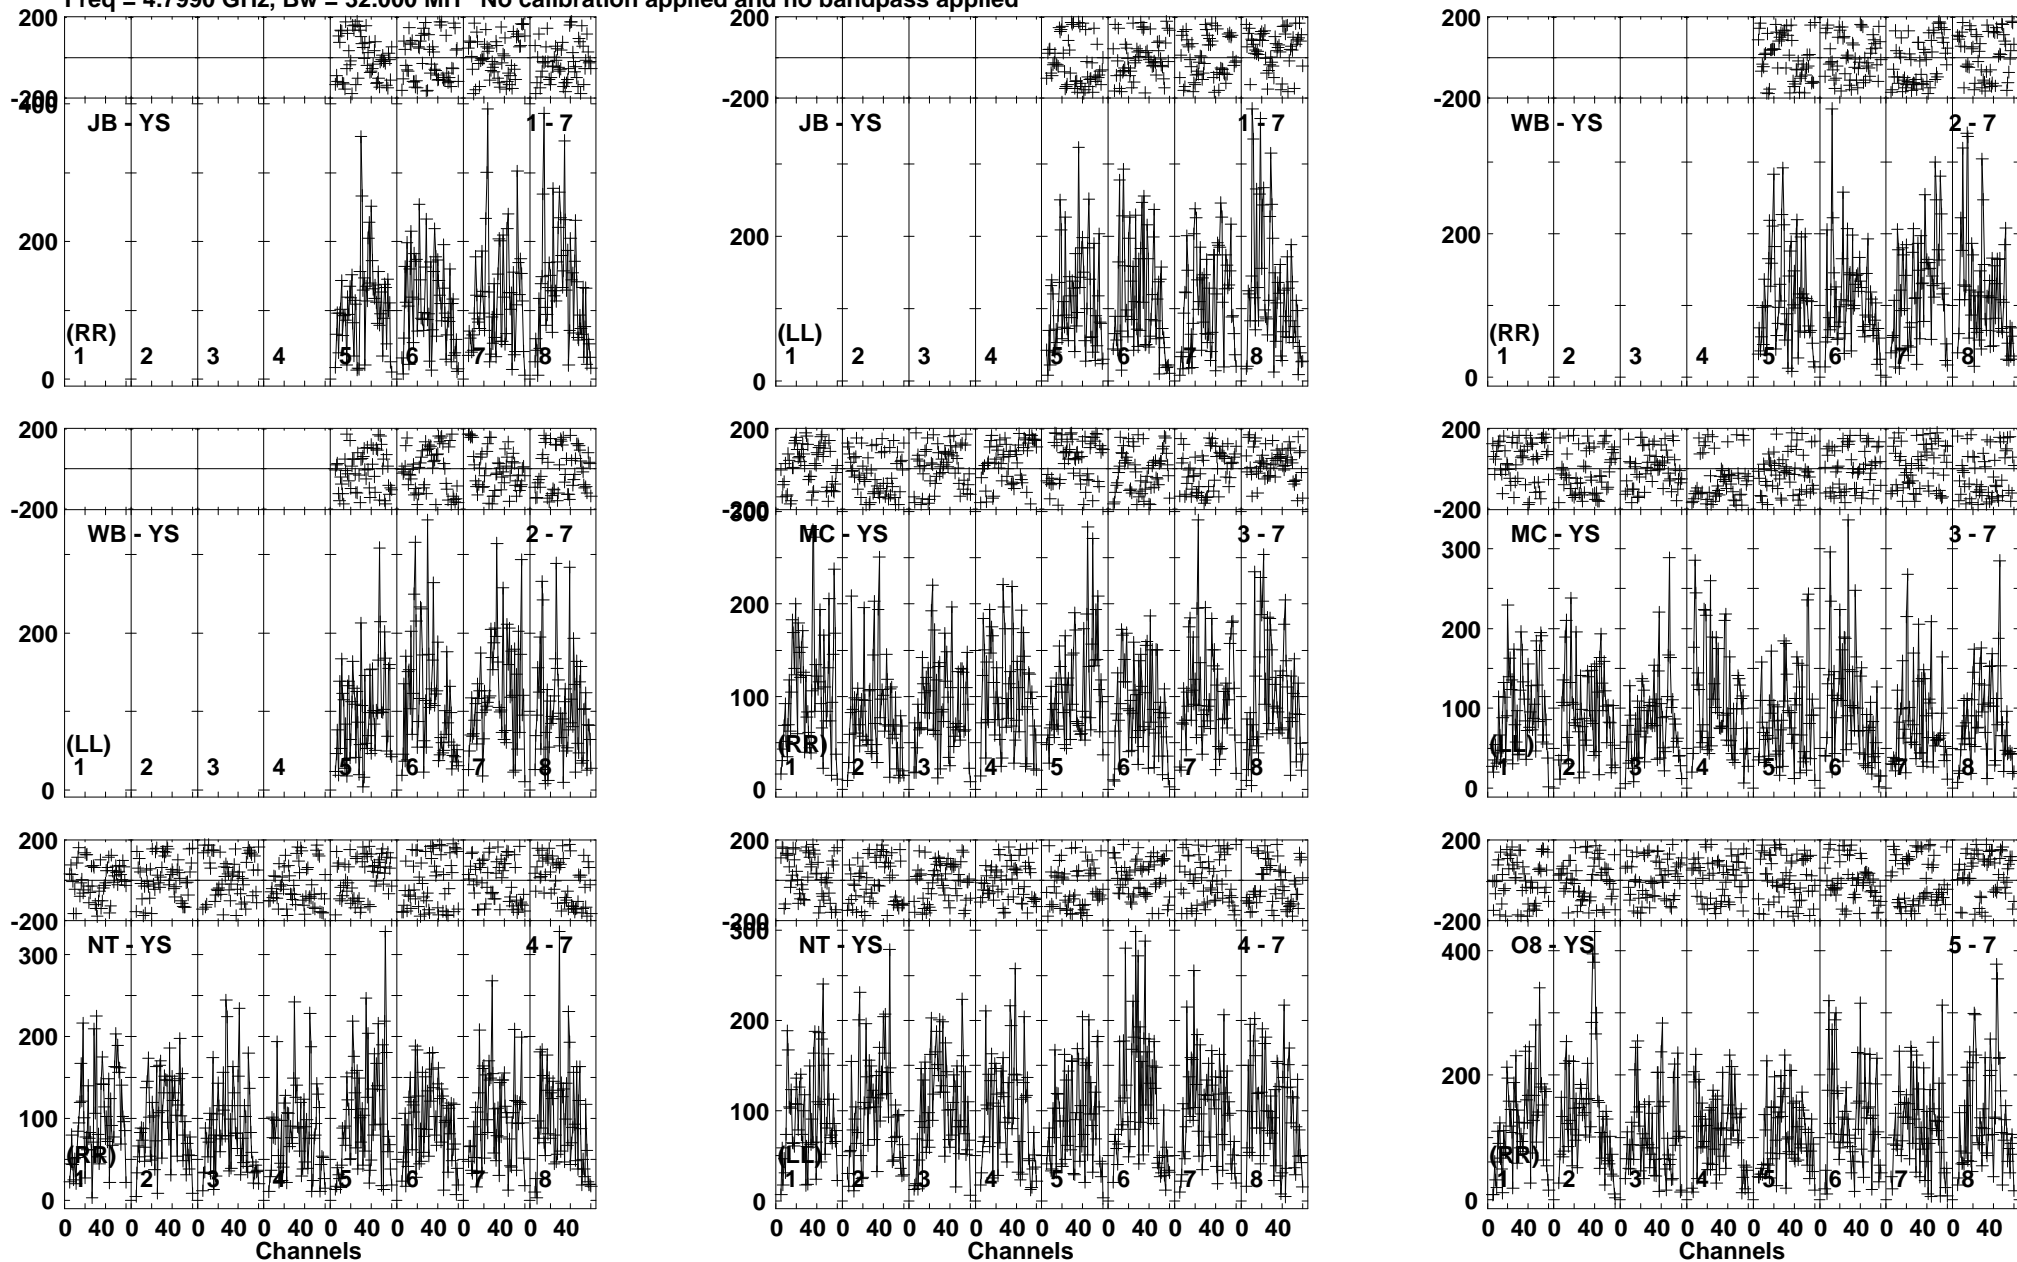 Freq = 4.7990 GHz, Bw = 32.000 MH No calibration applied and no bandpass applied
200 200 200
-200 -200 -200
400
JB - YS 1 - 7 JB - YS 1 - 7 WB - YS 2 - 7
200 200 200
(RR) (LL) (RR)
1 2 3 4 5 6 7 8 1 2 3 4 5 6 7 8 1 2 3 4 5 6 7 8
0 0 0
200 200 200
-200 -200 -200
300
WB - YS 2 - 7 MC - YS 3 - 7 MC - YS 3 - 7
300
200 200 200
100 100
(LL) (RR) (LL)
1 2 3 4 5 6 7 8 1 2 3 4 5 6 7 8 1 2 3 4 5 6 7 8
0 0 0
200 200 200
-200 -200 -200
300 300 400
NT - YS 4 - 7 NT - YS 4 - 7 O8 - YS 5 - 7
200 200 200
100 100
(RR) (LL) (RR)
1 2 3 4 5 6 7 8 1 2 3 4 5 6 7 8 1 2 3 4 5 6 7 8
0 0 0
0 40 0 40 0 40 0 40 0 40 0 40 0 40 0 40 0 40 0 40 0 40 0 40 0 40 0 40 0 40 0 40 0 40 0 40 0 40 0 40 0 40 0 40 0 40 0 40
Channels Channels Channels